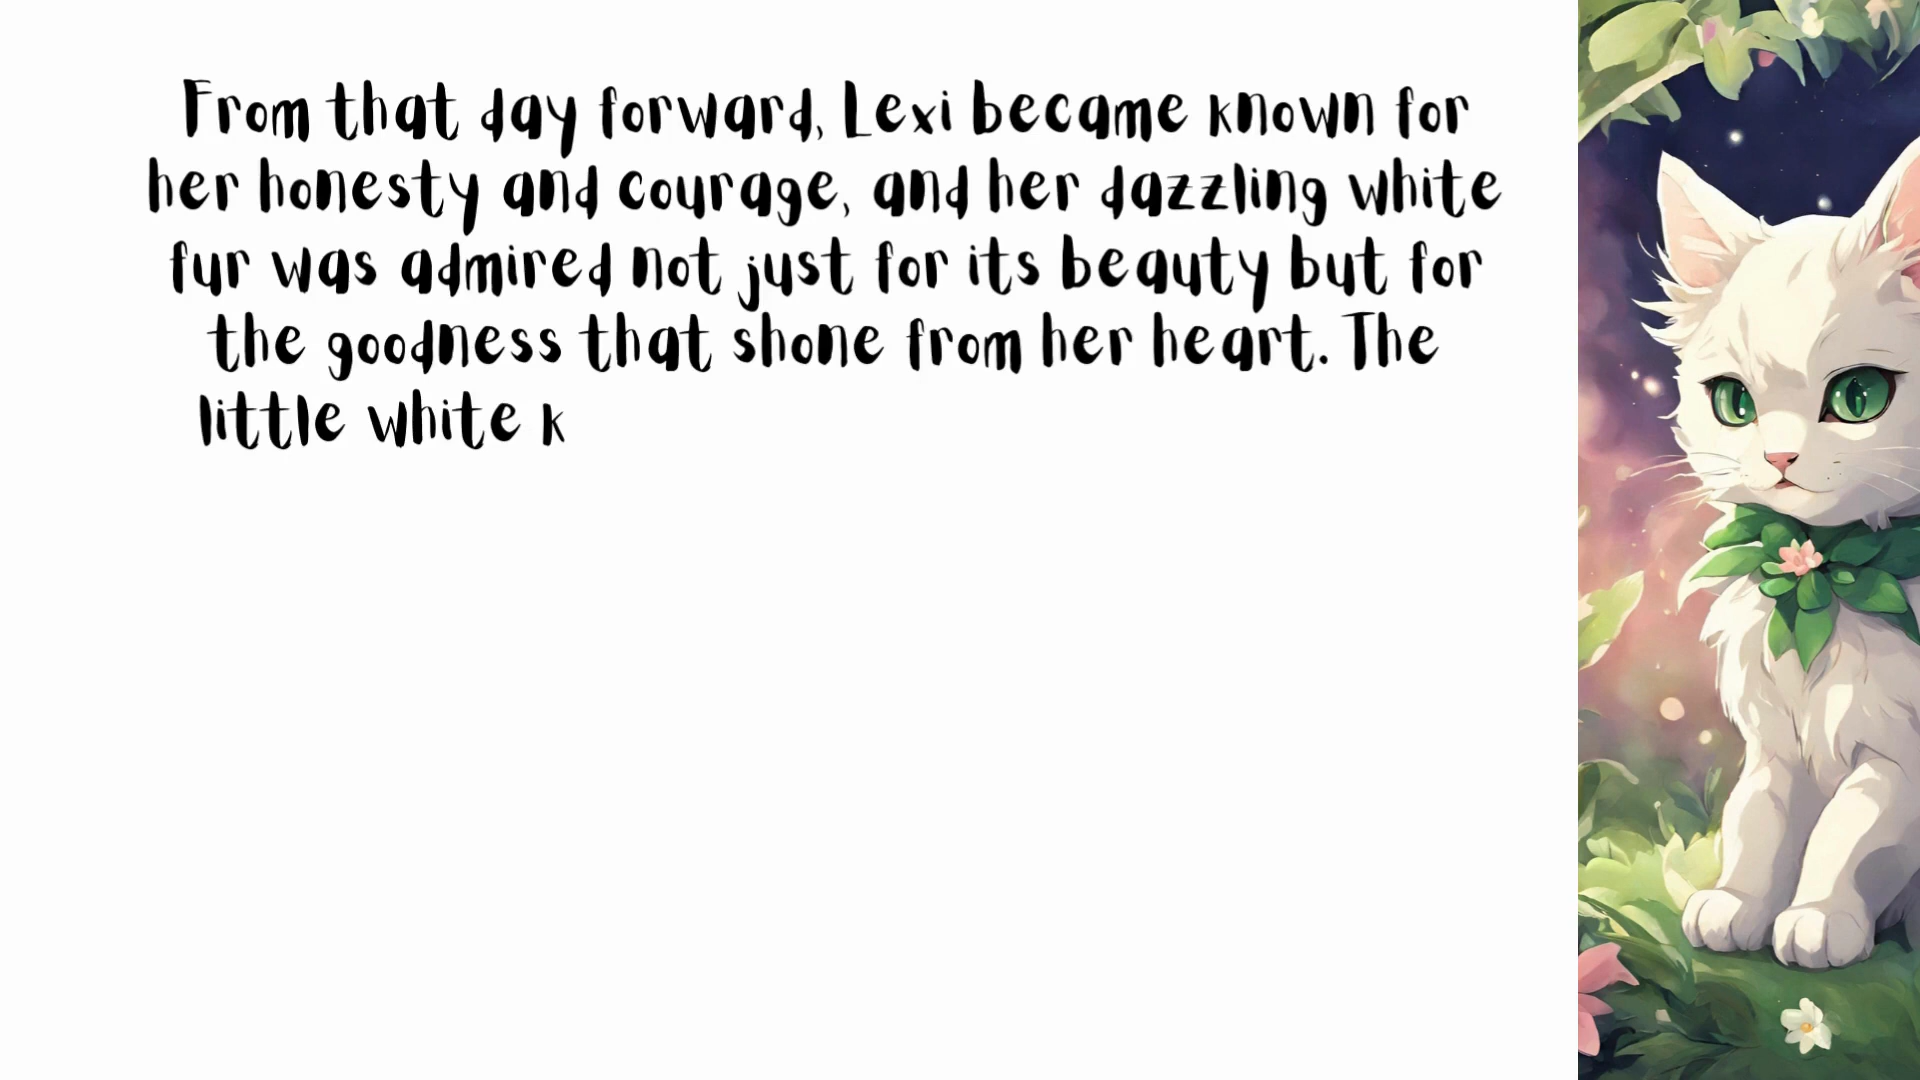 From that day forward, Lexi became known for
her honesty and courage, and her dazzling white
fur was admired not just for its beauty but for
the goodness that shone from her heart. The
little white k